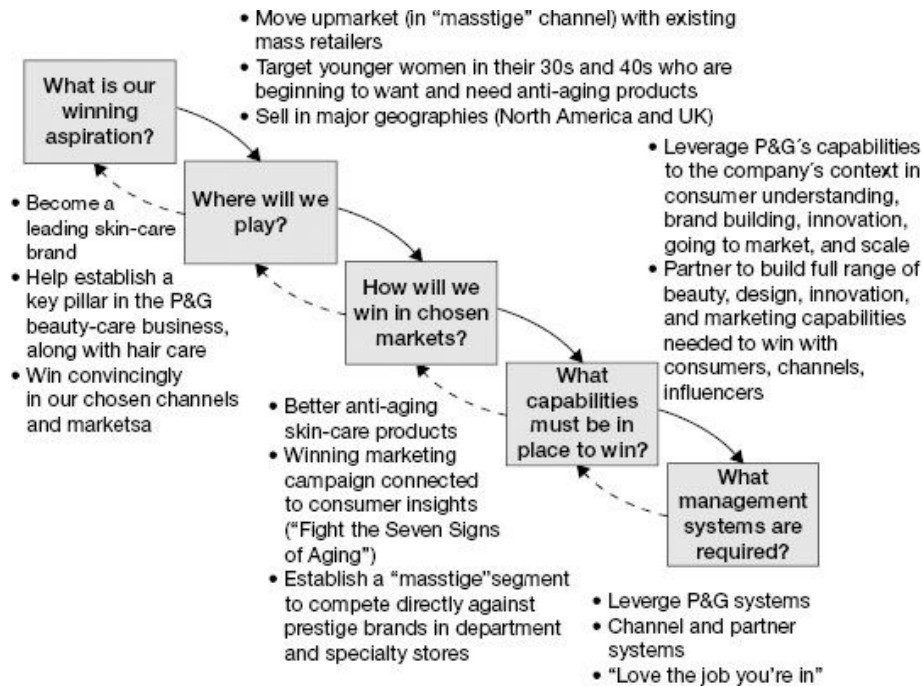 • Move upmarket (in “masstige” channel) with existing
mass retailers
• Target younger women in their 30s and 40s who are
beginning to want and need anti-aging products
• Sell in major geographies (North America and UK)
What is our
winning
aspiration?
• Become a
leading skin-care
brand
• Help establish a
key pillar in the P&G
beauty-care business,
along with hair care
• Win convincingly
in our chosen channels
and marketsa
Where will we
play?
How will we
win in chosen
markets?
• Better anti-aging
skin-care products
• Winning marketing
campaign connected
to consumer insights
(“Fight the Seven Signs
of Aging”)
• Establish a “masstige”segment
to compete directly against
prestige brands in department
and specialty stores
• Leverage P&G´s capabilities
to the company´s context in
consumer understanding,
brand building, innovation,
going to market, and scale
• Partner to build full range of
beauty, design, innovation,
and marketing capabilities
needed to win with
consumers, channels,
influencers
What
capabilities
must be in
place to win?
What
management
systems are
required?
• Leverge P&G systems
• Channel and partner
systems
• “Love the job you’re in”